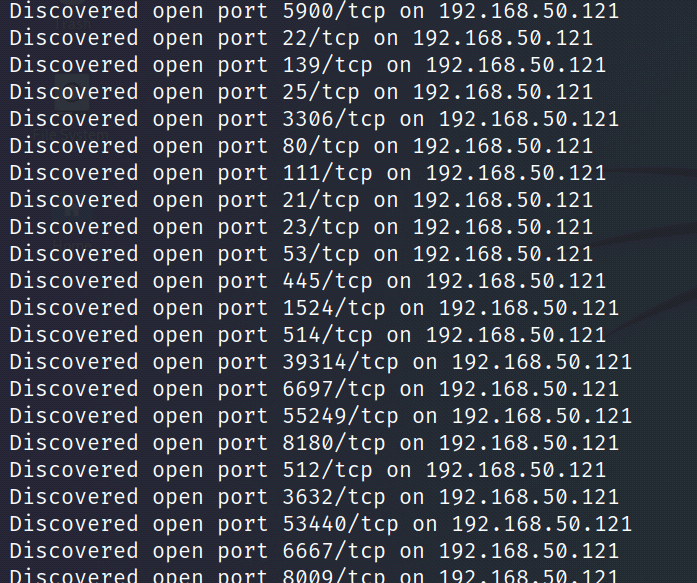 Discovered open port 5900/tcp on 192.168.50.121
Discovered open port 22/tcp on 192.168.50.121
Discovered open port 139/tcp on 192.168.50.121
Discovered open port 25/tcp on 192.168.50.121
Discovered open port 3306/tcp on 192.168.50.121
File System
Discovered open port 80/tcp on 192.168.50.121
Discovered open port 111/tcp on 192.168.50.121
Discovered open port 21/tcp on 192.168.50.121
Discovered open port 23/tcp on 192.168.50.121
Discovered open port 53/tcp on 192.168.50.121
Discovered open port 445/tcp on 192.168.50.121
Discovered open port 1524/tcp on 192.168.50.121
Discovered open port 514/tcp on 192.168.50.121
Discovered open port 39314/tcp on 192.168.50.121
Discovered open port 6697/tcp on 192.168.50.121
Discovered open port 55249/tcp on 192.168.50.121
Discovered open port 8180/tcp on 192.168.50.121
Discovered open port 512/tcp on 192.168.50.121
Discovered open port 3632/tcp on 192.168.50.121
Discovered open port 53440/tcp on 192.168.50.121
Discovered open port 6667/tcp on 192.168.50.121
Discovered open port 8009/tcp on 192.168.50.121